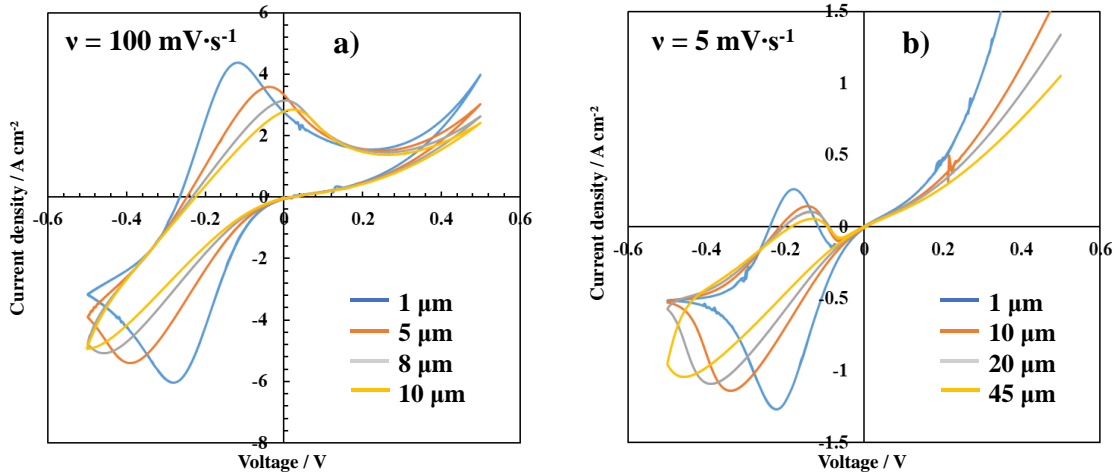 ν = 100 mV·s⁻¹
a)
6
4
2
0
-2
-4
-6
-8
-0.6
-0.4
-0.2
0
0.2
0.4
0.6
Current density / A cm⁻²
Voltage / V
1 µm
5 µm
8 µm
10 µm
ν = 5 mV·s⁻¹
b)
1.5
1
0.5
0
-0.5
-1
-1.5
-0.6
-0.4
-0.2
0
0.2
0.4
0.6
Current density / A cm⁻²
Voltage / V
1 µm
10 µm
20 µm
45 µm